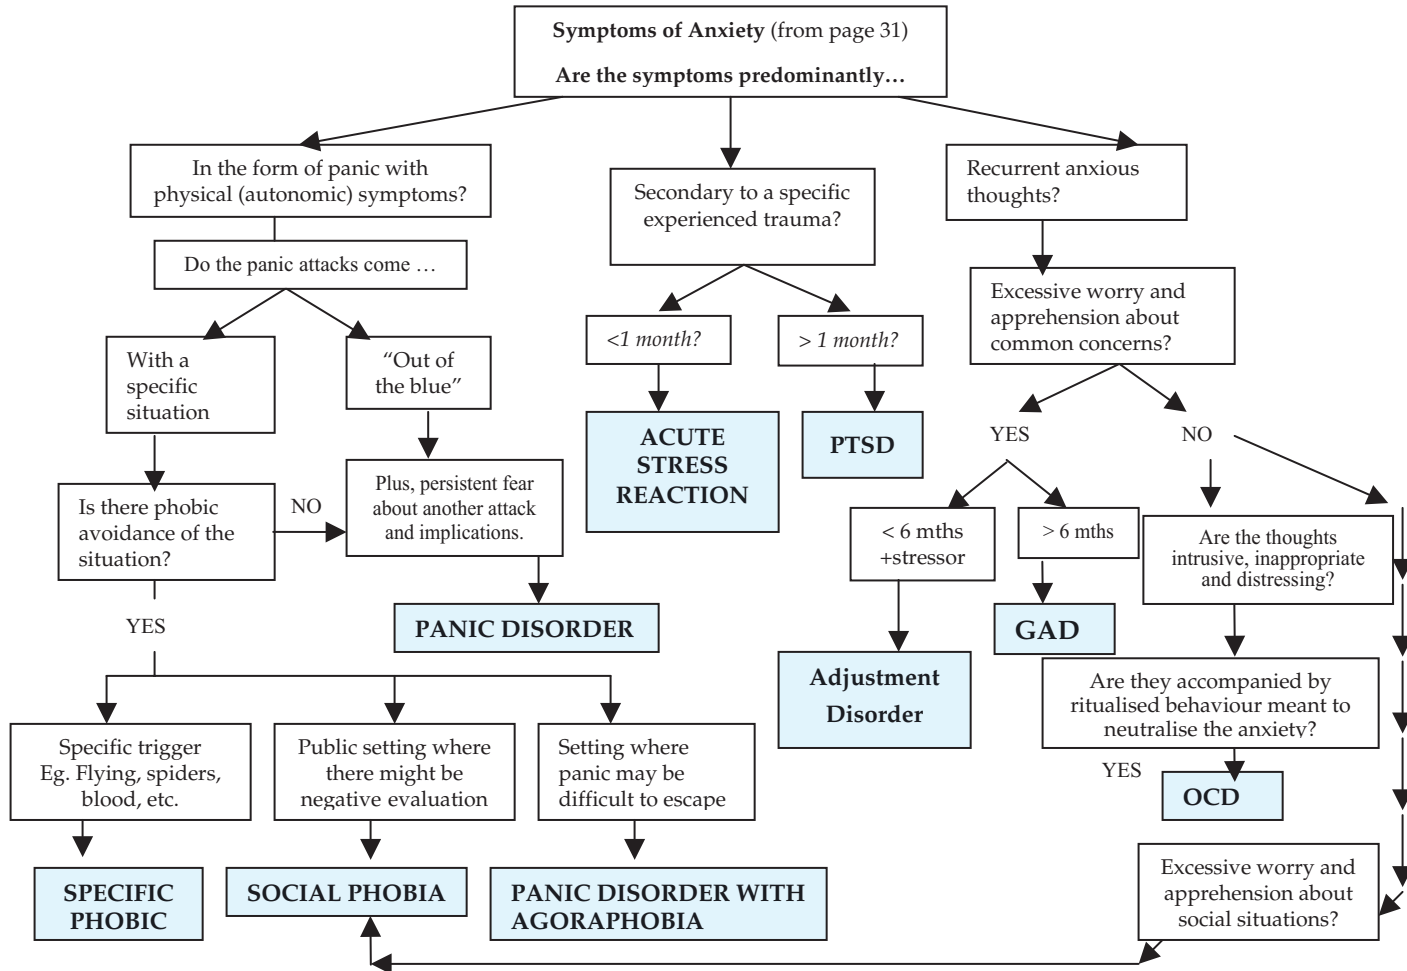 Symptoms of Anxiety (from page 31)
Are the symptoms predominantly…
In the form of panic with
physical (autonomic) symptoms?
Secondary to a specific
experienced trauma?
Recurrent anxious
thoughts?
Do the panic attacks come …
Excessive worry and
apprehension about
common concerns?
With a
specific
situation
“Out of
the blue”
<1 month?
> 1 month?
ACUTE
STRESS
REACTION
PTSD
YES
NO
Is there phobic
avoidance of the
situation?
NO
Plus, persistent fear
about another attack
and implications.
< 6 mths
+stressor
> 6 mths
Are the thoughts
intrusive, inappropriate
and distressing?
YES
PANIC DISORDER
GAD
Adjustment
Disorder
Are they accompanied by
ritualised behaviour meant to
neutralise the anxiety?
YES
OCD
Specific trigger
Eg. Flying, spiders,
blood, etc.
Public setting where
there might be
negative evaluation
Setting where
panic may be
difficult to escape
Excessive worry and
apprehension about
social situations?
SPECIFIC
PHOBIC
SOCIAL PHOBIA
PANIC DISORDER WITH
AGORAPHOBIA